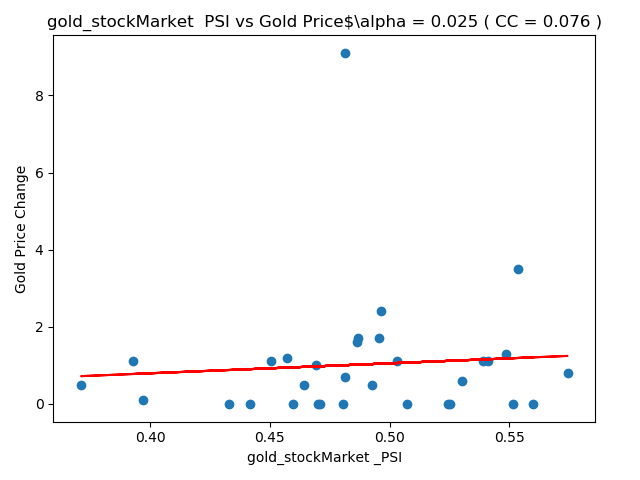 gold_stockMarket  PSI vs Gold Price$\alpha = 0.025 ( CC = 0.076 )
Gold Price Change
8
6
4
2
0
0.40 0.45 0.50 0.55
gold_stockMarket _PSI